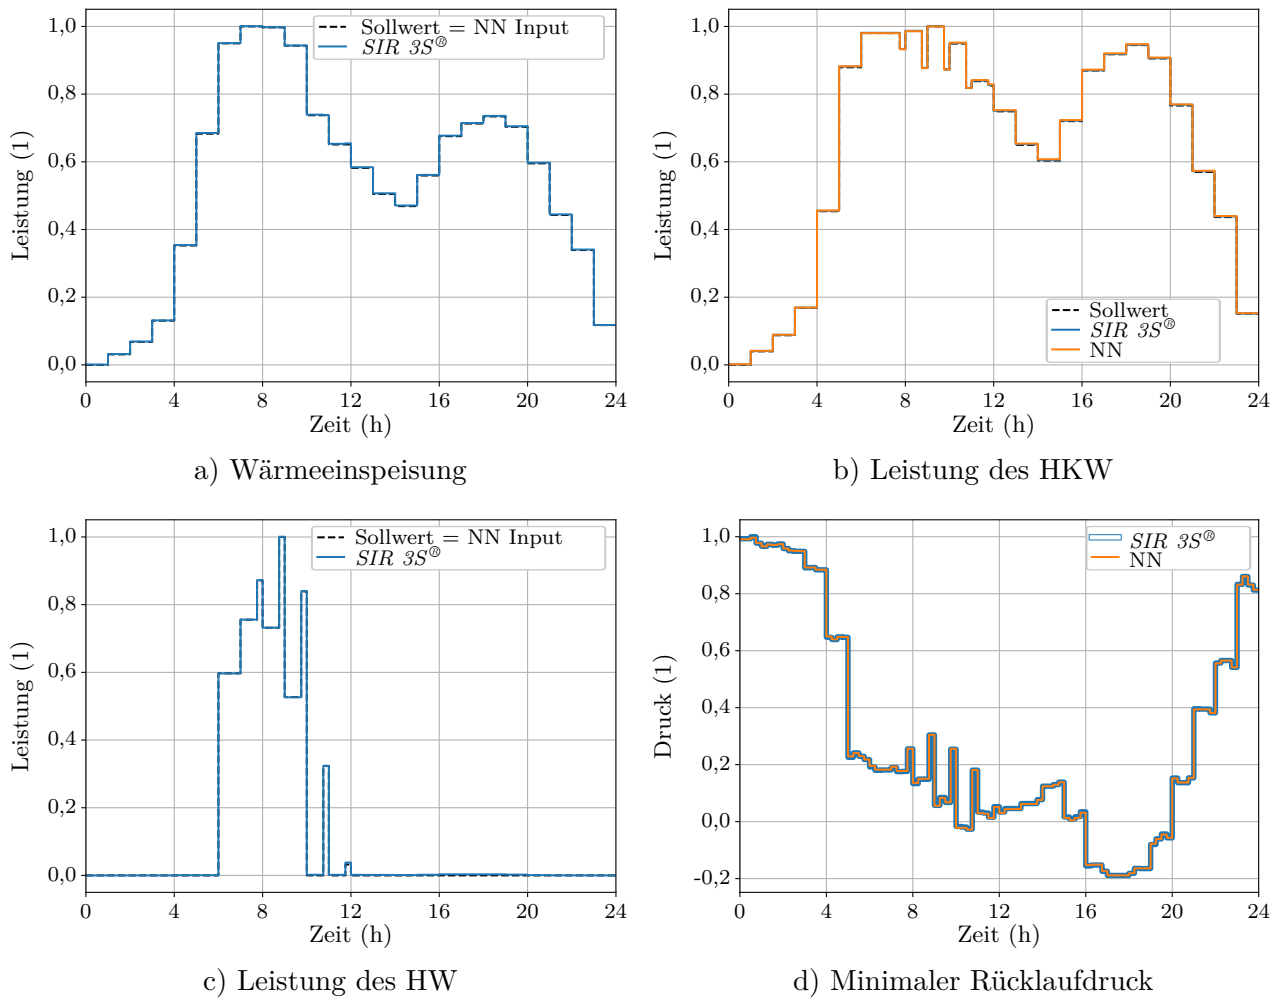 1,0
0,8
0,6
0,4
0,2
0,0
Leistung (1)
Sollwert = NN Input
SIR 3S®
0 4 8 12 16 20 24
Zeit (h)
a) Wärmeeinspeisung
1,0
0,8
0,6
0,4
0,2
0,0
Leistung (1)
Sollwert
SIR 3S®
NN
0 4 8 12 16 20 24
Zeit (h)
b) Leistung des HKW
1,0
0,8
0,6
0,4
0,2
0,0
Leistung (1)
Sollwert = NN Input
SIR 3S®
0 4 8 12 16 20 24
Zeit (h)
c) Leistung des HW
1,0
0,8
0,6
0,4
0,2
0,0
-0,2
Druck (1)
SIR 3S®
NN
0 4 8 12 16 20 24
Zeit (h)
d) Minimaler Rücklaufdruck